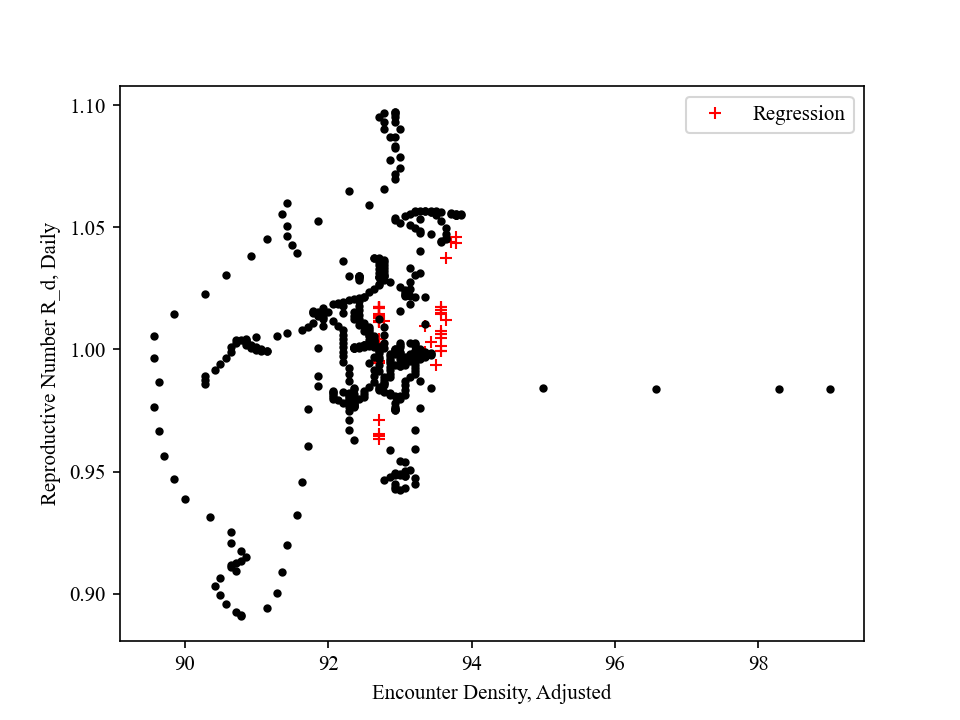 Regression
1.10
1.05
1.00
0.95
0.90
Reproductive Number R_d, Daily
90 92 94 96 98
Encounter Density, Adjusted